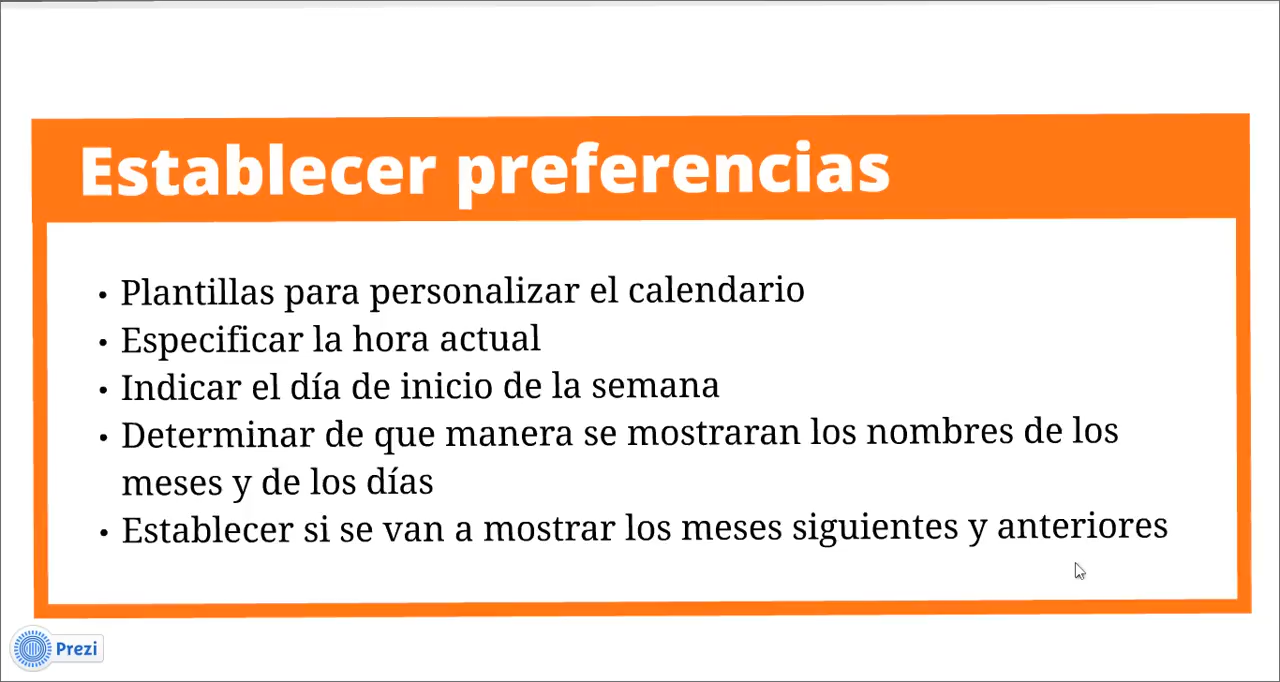 Establecer preferencias
• Plantillas para personalizar el calendario
• Especificar la hora actual
• Indicar el día de inicio de la semana
• Determinar de que manera se mostraran los nombres de los
meses y de los días
• Establecer si se van a mostrar los meses siguientes y anteriores
Prezi